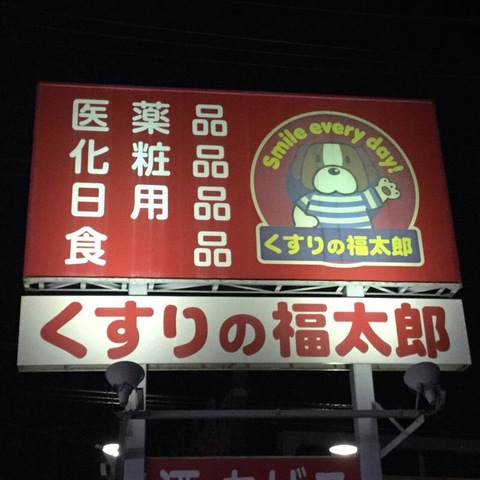 医薬品
化粧品
日用品
食品
Smile every day!
くすりの福太郎
くすりの福太郎